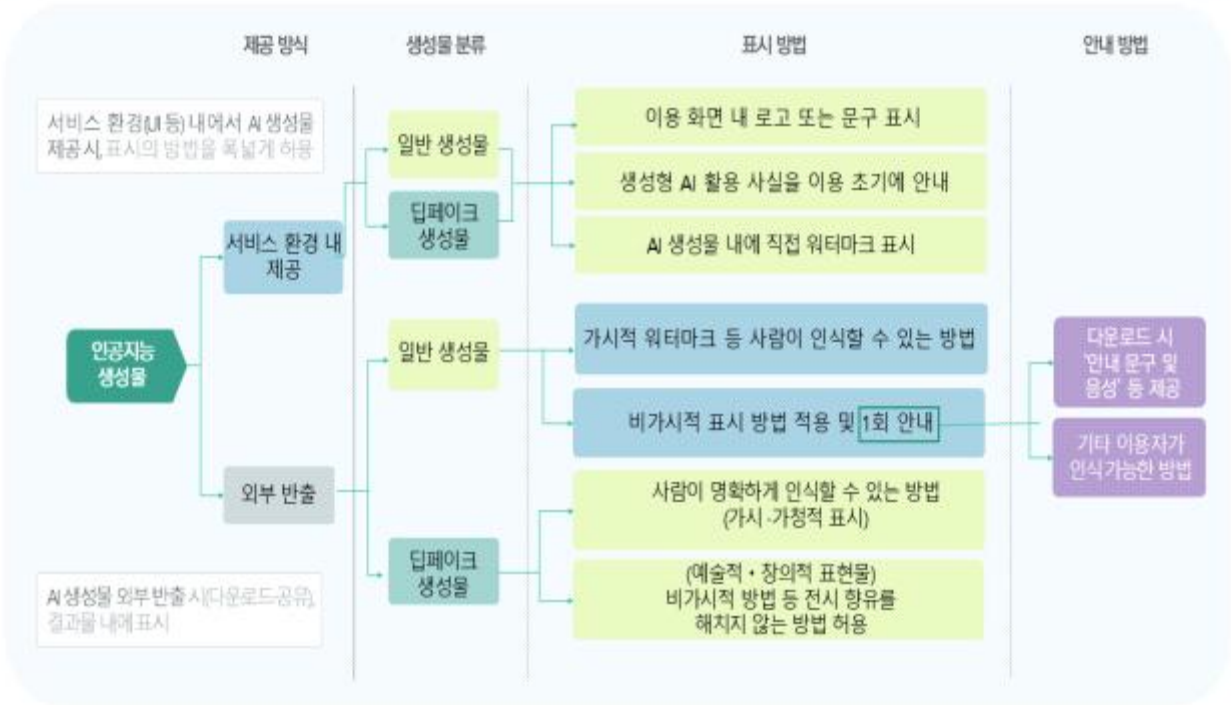 제공 방식
생성물 분류
표시 방법
안내 방법
서비스 환경(UI 등) 내에서 AI 생성물
제공 시, 표시의 방법을 폭넓게 허용
일반 생성물
딥페이크
생성물
이용 화면 내 로고 또는 문구 표시
생성형 AI 활용 사실을 이용 초기에 안내
AI 생성물 내에 직접 워터마크 표시
서비스 환경 내
제공
인공지능
생성물
일반 생성물
가시적 워터마크 등 사람이 인식할 수 있는 방법
비가시적 표시 방법 적용 및 1회 안내
다운로드 시
'안내 문구 및
음성' 등 제공
기타 이용자가
인식 가능한 방법
외부 반출
딥페이크
생성물
사람이 명확하게 인식할 수 있는 방법
(가시·가청적 표시)
(예술적・창의적 표현물)
비가시적 방법 등 전시 향유를
해치지 않는 방법 허용
AI 생성물 외부 반출 시(다운로드·공유),
결과물 내에 표시